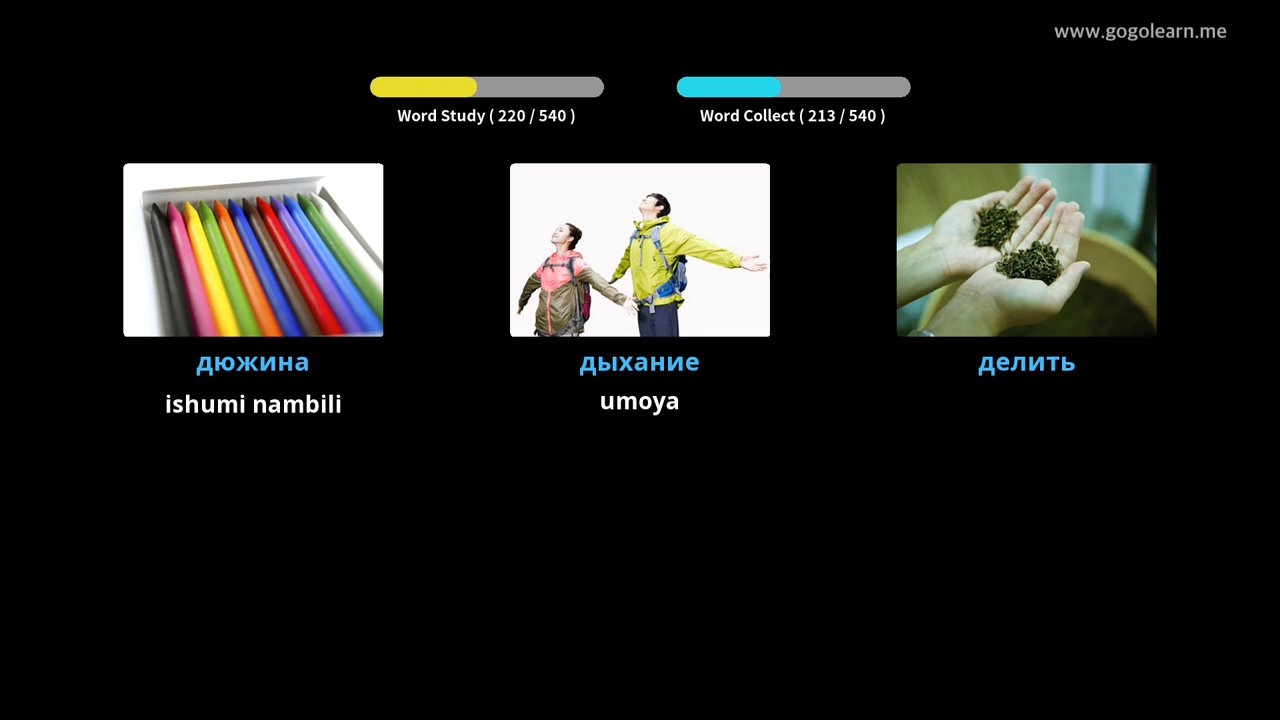 www.gogolearn.me
Word Study ( 220 / 540 )
Word Collect ( 213 / 540 )
дюжина
дыхание
делить
ishumi nambili
umoya